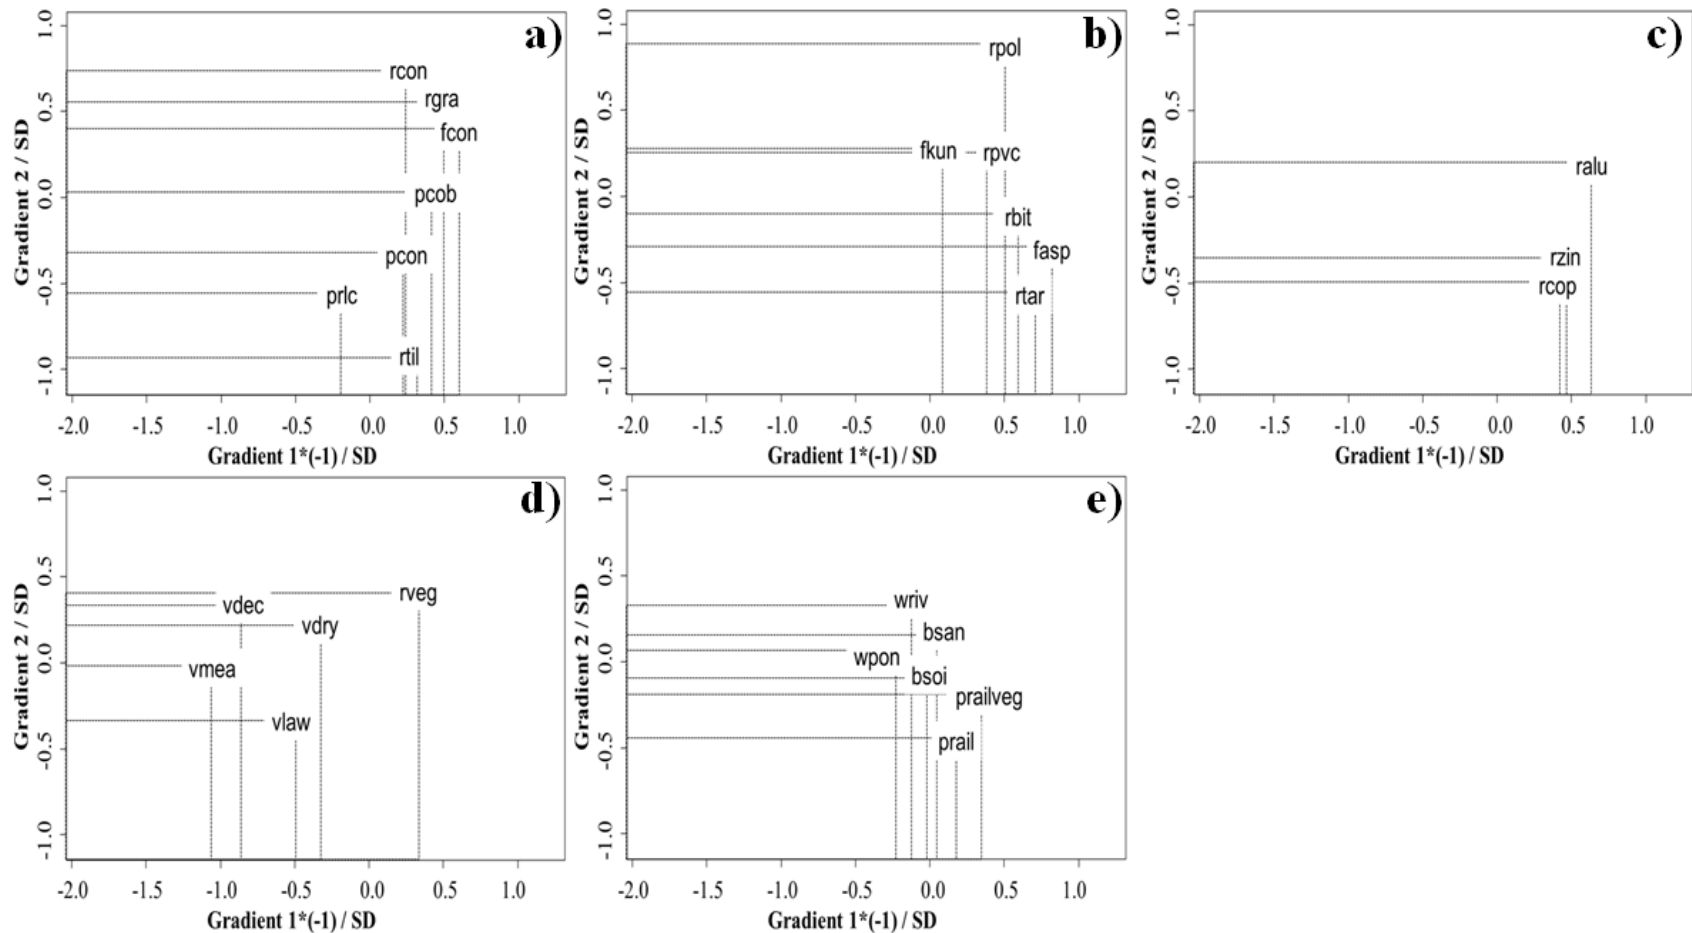 a)
1.0
0.5
0.0
-0.5
-1.0
Gradient 2 / SD
rcon
rgra
fcon
pcob
pcon
prlc
rtil
-2.0 -1.5 -1.0 -0.5 0.0 0.5 1.0
Gradient 1*(-1) / SD
b)
1.0
0.5
0.0
-0.5
-1.0
Gradient 2 / SD
rpol
fkun rpvc
rbit
fasp
rtar
-2.0 -1.5 -1.0 -0.5 0.0 0.5 1.0
Gradient 1*(-1) / SD
c)
1.0
0.5
0.0
-0.5
-1.0
Gradient 2 / SD
ralu
rzin
rcop
-2.0 -1.5 -1.0 -0.5 0.0 0.5 1.0
Gradient 1*(-1) / SD
d)
1.0
0.5
0.0
-0.5
-1.0
Gradient 2 / SD
rveg
vdec
vdry
vmea
vlaw
-2.0 -1.5 -1.0 -0.5 0.0 0.5 1.0
Gradient 1*(-1) / SD
e)
1.0
0.5
0.0
-0.5
-1.0
Gradient 2 / SD
wriv
bsan
wpon
bsoi
prailveg
prail
-2.0 -1.5 -1.0 -0.5 0.0 0.5 1.0
Gradient 1*(-1) / SD